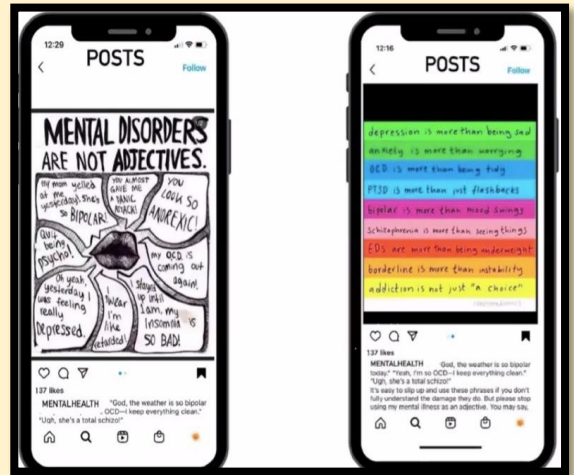 12:29
POSTS
Follow
MENTAL DISORDERS
ARE NOT ADJECTIVES.
my mom yelled
at me
yesterday! She's
so BIPOLAR!
YOU ALMOST
GAVE ME
A PANIC
ATTACK!
YOU
LOOK SO
ANOREXIC!
Quit
being
psycho!
my OCD is
coming out
again!
Oh yeah,
yesterday I
was feeling
really
Depressed.
I
swear
I'm
like
retarded!
I stayed
up until
1am, my
Insomnia is
SO BAD!
137 likes
MENTALHEALTH "God, the weather is so bipolar
OCD—I keep everything clean."
"Ugh, she's a total schizo!"
12:16
POSTS
Follow
depression is more than being sad
anxiety is more than worrying
OCD is more than being tidy
PTSD is more than just flashbacks
bipolar is more than mood swings
schizophrenia is more than seeing things
EDs are more than being underweight
borderline is more than instability
addiction is not just "a choice"
137 likes
MENTALHEALTH "God, the weather is so bipolar
today." "Yeah, I'm so OCD—I keep everything clean."
"Ugh, she's a total schizo!"
It's easy to slip up and use these phrases if you don't
fully understand the damage they do. But please stop
using my mental illness as an adjective. You may say,